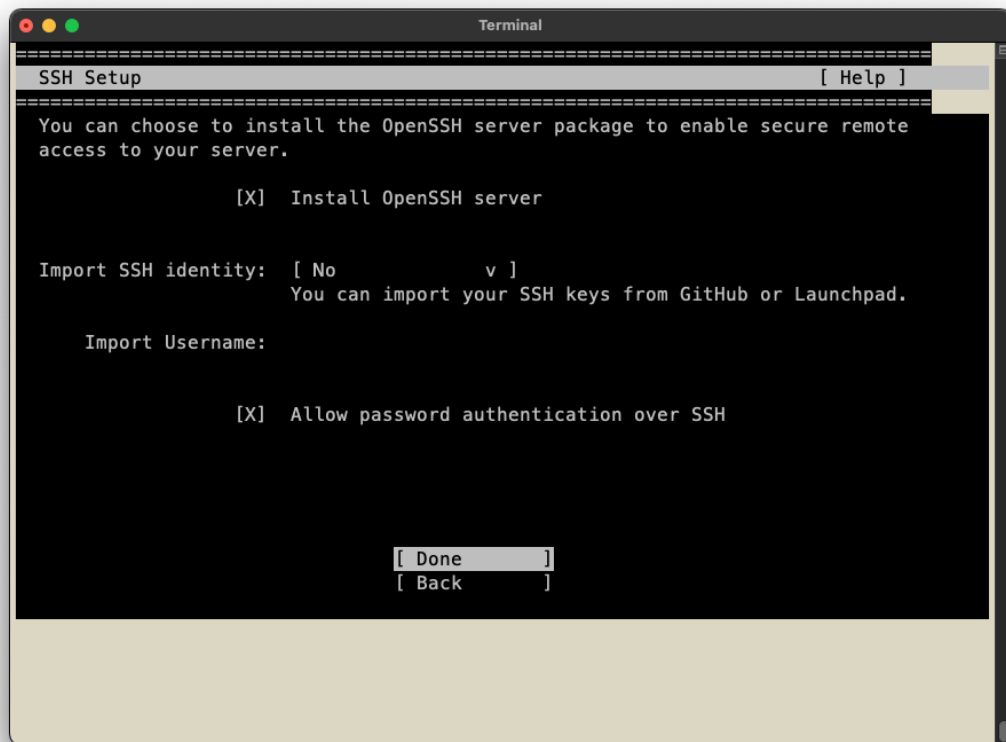 Terminal
================================================================================
SSH Setup [ Help ]
================================================================================
You can choose to install the OpenSSH server package to enable secure remote
access to your server.
[X] Install OpenSSH server
Import SSH identity: [ No v ]
You can import your SSH keys from GitHub or Launchpad.
Import Username:
[X] Allow password authentication over SSH
[ Done ]
[ Back ]